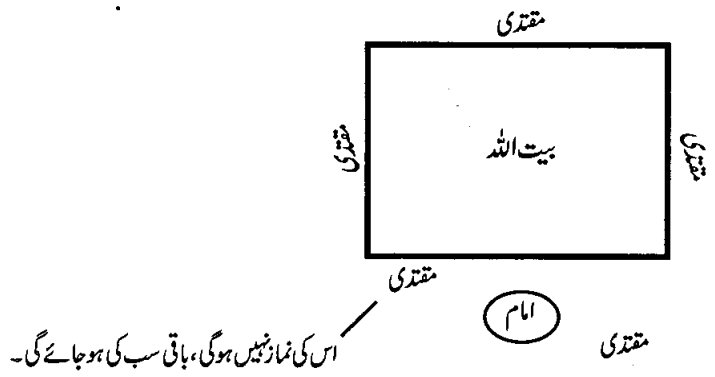 مقتدی
مقتدی
بیت اللہ
مقتدی
مقتدی
امام
مقتدی
اس کی نماز نہیں ہوگی، باقی سب کی ہو جائے گی۔